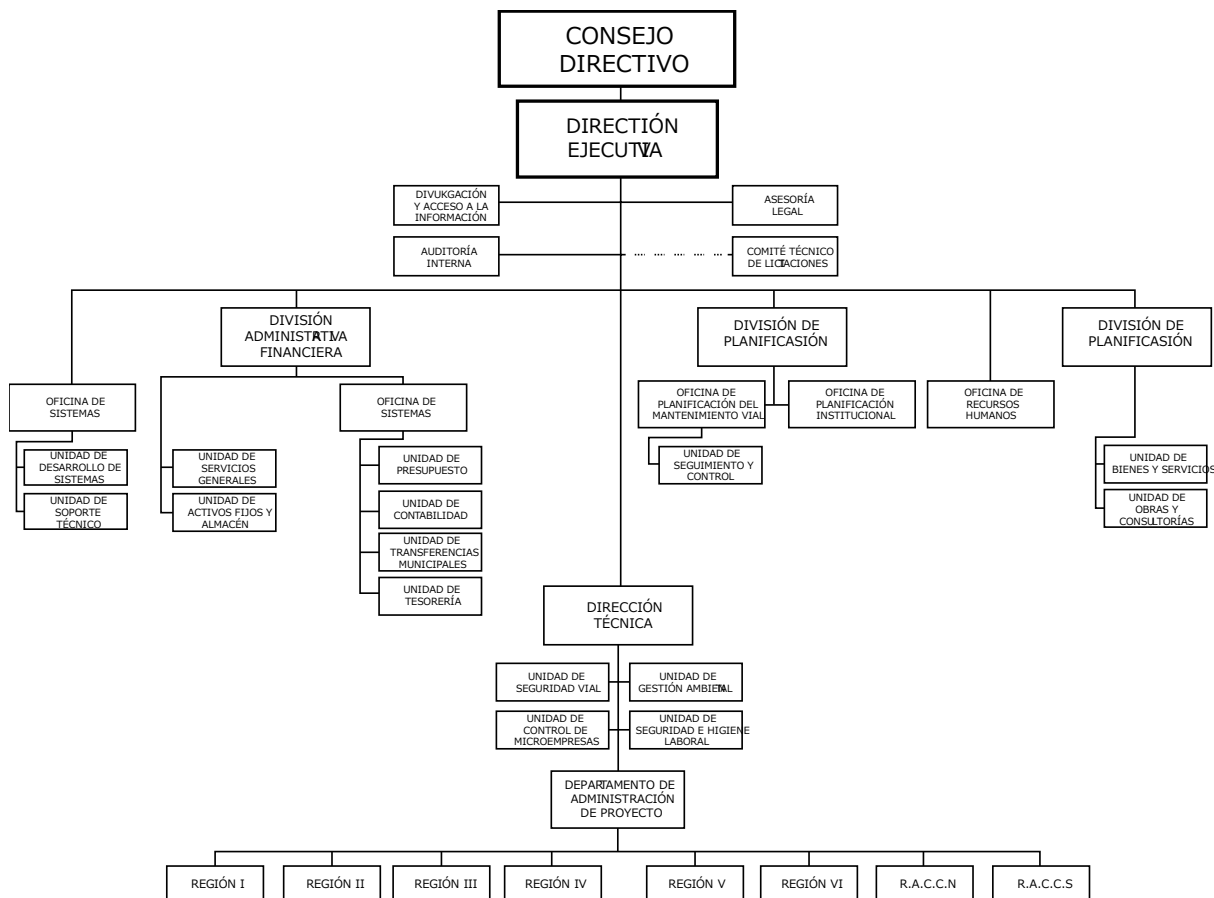 CONSEJO
DIRECTIVO
DIRECTIÓN
EJECUTIVA
DIVUKGACIÓN
Y ACCESO A LA
INFORMACIÓN
ASESORÍA
LEGAL
AUDITORÍA
INTERNA
COMITÉ TÉCNICO
DE LICITACIONES
DIVISIÓN
ADMINISTRATIVA
FINANCIERA
DIVISIÓN DE
PLANIFICASIÓN
DIVISIÓN DE
PLANIFICASIÓN
OFICINA DE
SISTEMAS
OFICINA DE
SISTEMAS
OFICINA DE
PLANIFICACIÓN DEL
MANTENIMIENTO VIAL
OFICINA DE
PLANIFICACIÓN
INSTITUCIONAL
OFICINA DE
RECURSOS
HUMANOS
UNIDAD DE
DESARROLLO DE
SISTEMAS
UNIDAD DE
SOPORTE
TÉCNICO
UNIDAD DE
SERVICIOS
GENERALES
UNIDAD DE
ACTIVOS FIJOS Y
ALMACÉN
UNIDAD DE
PRESUPUESTO
UNIDAD DE
CONTABILIDAD
UNIDAD DE
TRANSFERENCIAS
MUNICIPALES
UNIDAD DE
TESORERÍA
UNIDAD DE
SEGUIMIENTO Y
CONTROL
UNIDAD DE
BIENES Y SERVICIOS
UNIDAD DE
OBRAS Y
CONSULTORÍAS
DIRECCIÓN
TÉCNICA
UNIDAD DE
SEGURIDAD VIAL
UNIDAD DE
GESTIÓN AMBIENTAL
UNIDAD DE
CONTROL DE
MICROEMPRESAS
UNIDAD DE
SEGURIDAD E HIGIENE
LABORAL
DEPARTAMENTO DE
ADMINISTRACIÓN
DE PROYECTO
REGIÓN I
REGIÓN II
REGIÓN III
REGIÓN IV
REGIÓN V
REGIÓN VI
R.A.C.C.N
R.A.C.C.S